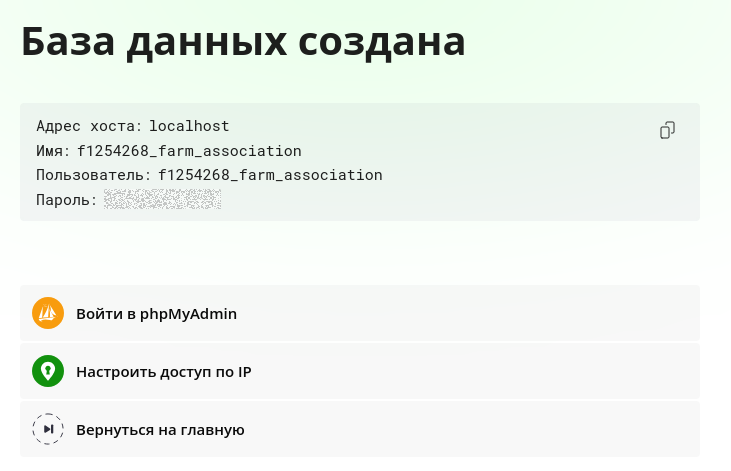 База данных создана
Адрес хоста: localhost
Имя: f1254268_farm_association
Пользователь: f1254268_farm_association
Пароль:
Войти в phpMyAdmin
Настроить доступ по IP
Вернуться на главную